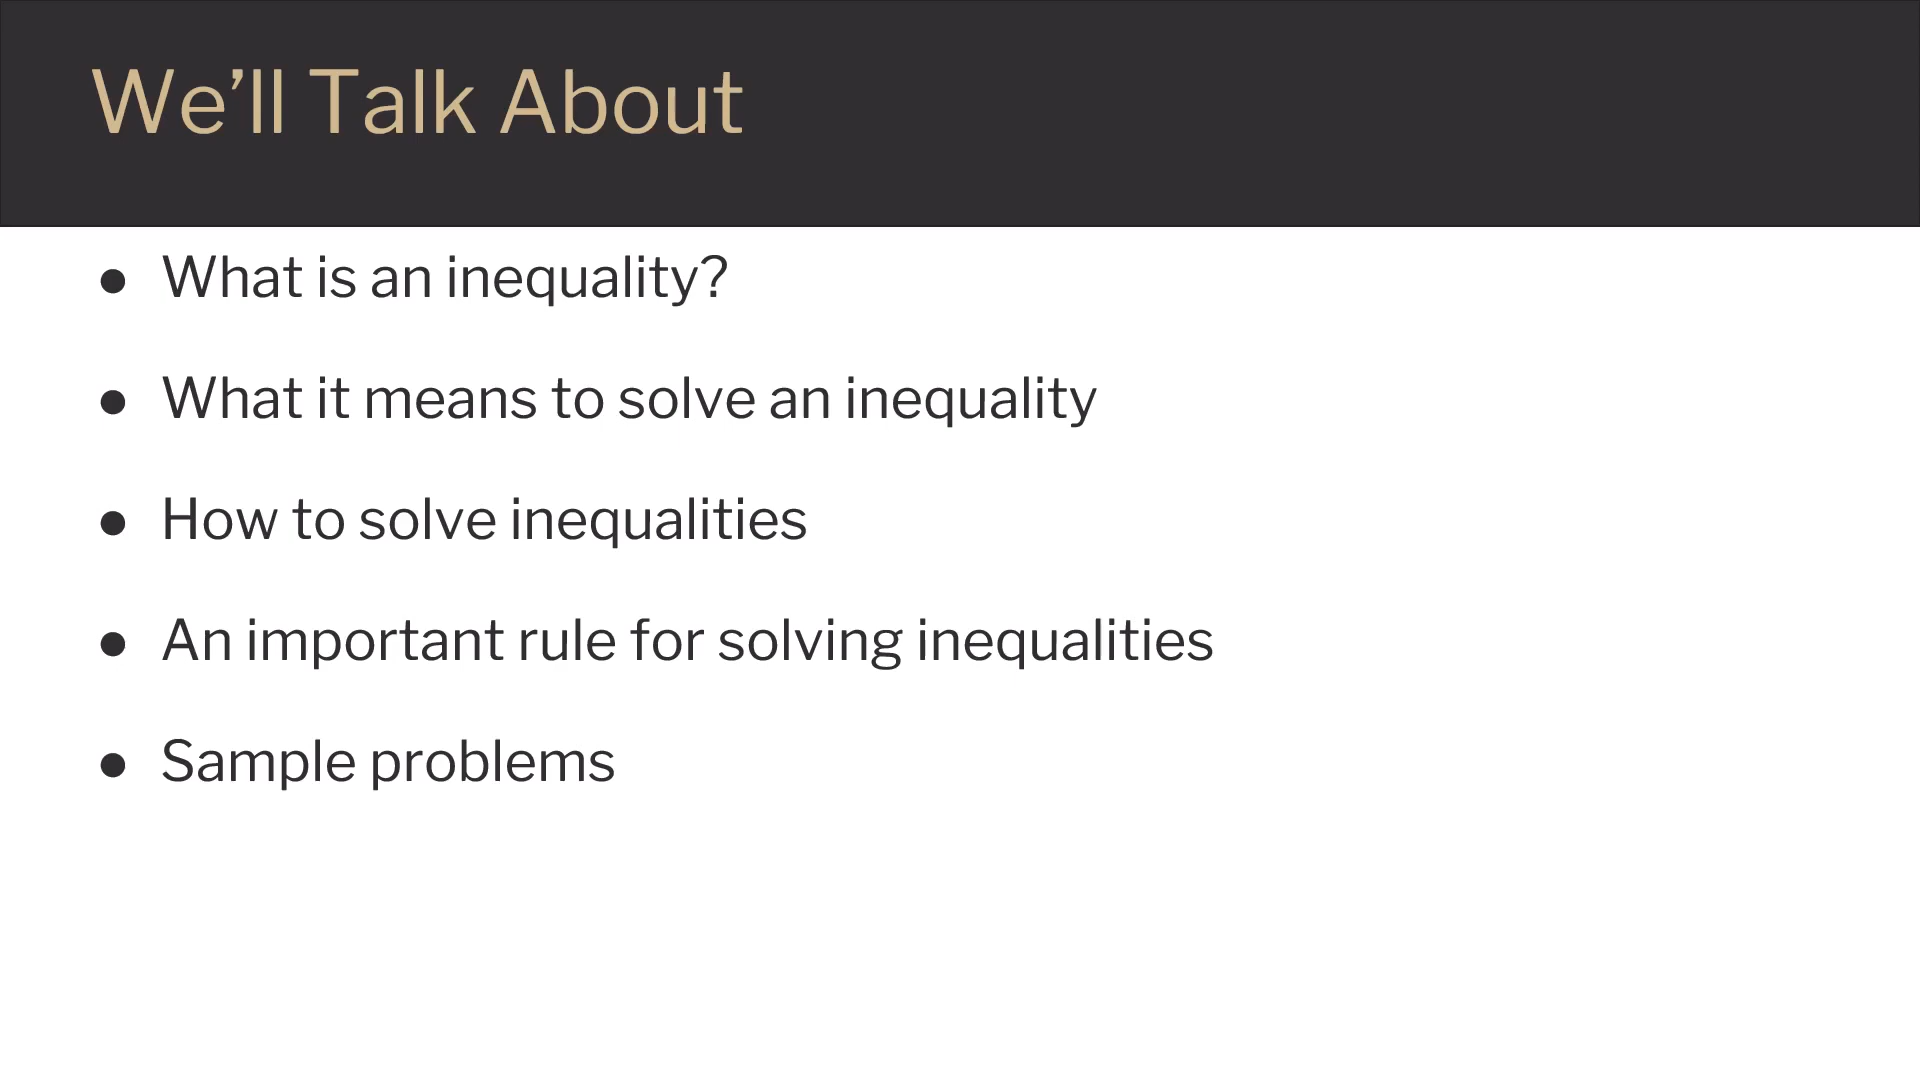 We’ll Talk About
● What is an inequality?
● What it means to solve an inequality
● How to solve inequalities
● An important rule for solving inequalities
● Sample problems